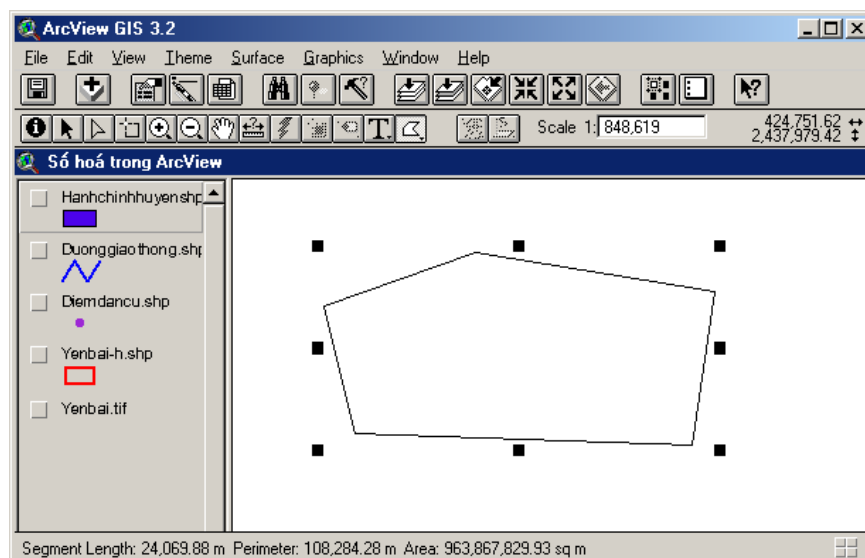 ArcView GIS 3.2
File Edit View Theme Surface Graphics Window Help
Scale 1: 848,619
424,751.62
2,437,979.42
Số hoá trong ArcView
Hanhchinhhuyen.shp
Duonggiaothong.shp
Diemdancu.shp
Yenbai-h.shp
Yenbai.tif
Segment Length: 24,069.88 m Perimeter: 108,284.28 m Area: 963,867,829.93 sq m